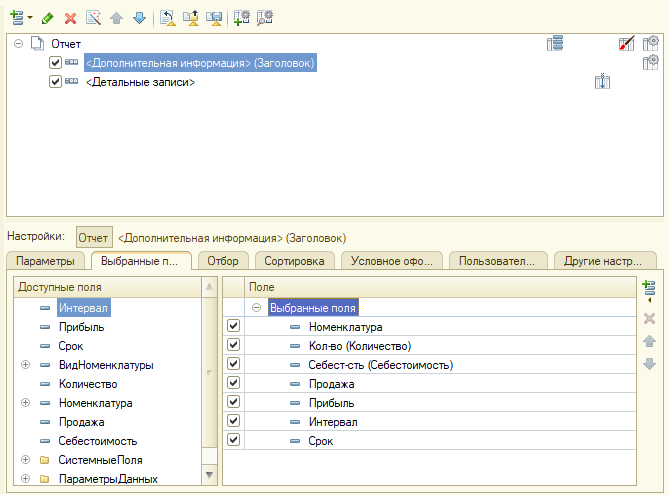 Отчет
<Дополнительная информация> (Заголовок)
<Детальные записи>
Настройки: Отчет <Дополнительная информация> (Заголовок)
Параметры Выбранные п... Отбор Сортировка Условное офо... Пользовател... Другие настр...
Доступные поля Поле
Интервал Выбранные поля
Прибыль Номенклатура
Срок Кол-во (Количество)
ВидНоменклатуры Себест-сть (Себестоимость)
Количество Продажа
Номенклатура Прибыль
Продажа Интервал
Себестоимость Срок
СистемныеПоля
ПараметрыДанных